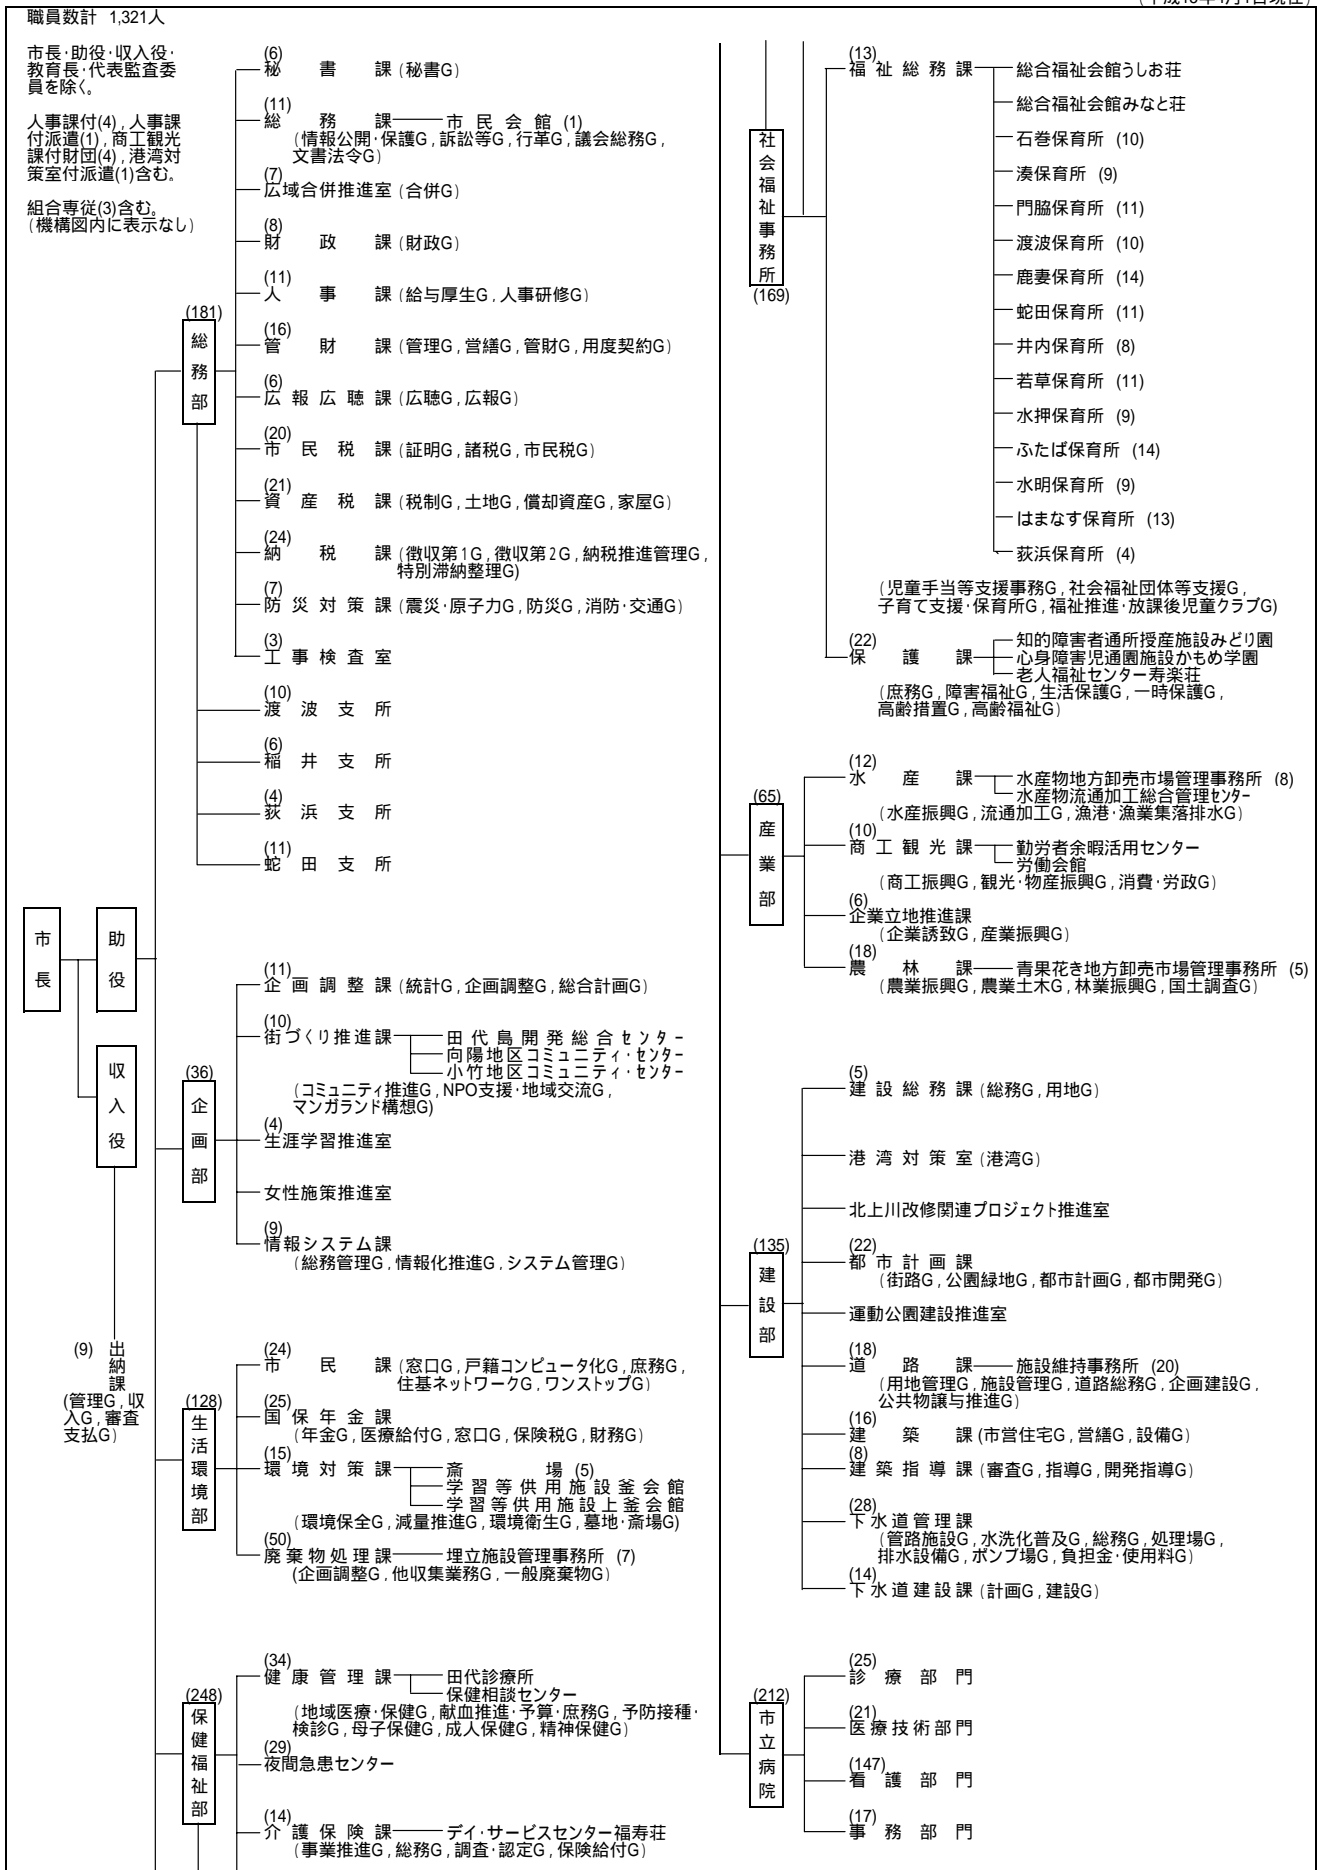 職員数計 1,321人
市長・助役・収入役・
教育長・代表監査委
員を除く。
人事課付(4),人事課
付派遣(1),商工観光
課付財団(4),港湾対
策室付派遣(1)含む。
組合専従(3)含む。
(機構図内に表示なし)
市長
助役
収入役
(9) 出納課
(管理G,収
入G,審査
支払G)
(181)
総務部
(6)
秘書課(秘書G)
(11)
総務課 市民会館 (1)
(情報公開・保護G,訴訟等G,行革G,議会総務G,
文書法令G)
(7)
広域合併推進室(合併G)
(8)
財政課(財政G)
(11)
人事課(給与厚生G,人事研修G)
(16)
管財課(管理G,営繕G,管財G,用度契約G)
(6)
広報広聴課(広聴G,広報G)
(20)
市民税課(証明G,諸税G,市民税G)
(21)
資産税課(税制G,土地G,償却資産G,家屋G)
(24)
納税課(徴収第1G,徴収第2G,納税推進管理G,
特別滞納整理G)
(7)
防災対策課(震災・原子力G,防災G,消防・交通G)
(3)
工事検査室
(10)
渡波支所
(6)
稲井支所
(4)
荻浜支所
(11)
蛇田支所
(36)
企画部
(11)
企画調整課(統計G,企画調整G,総合計画G)
(10)
街づくり推進課 田代島開発総合センター
向陽地区コミュニティ・センター
小竹地区コミュニティ・センター
(コミュニティ推進G,NPO支援・地域交流G,
マンガランド構想G)
(4)
生涯学習推進室
女性施策推進室
(9)
情報システム課
(総務管理G,情報化推進G,システム管理G)
(128)
生活環境部
(24)
市民課(窓口G,戸籍コンピュータ化G,庶務G,
住基ネットワークG,ワンストップG)
(25)
国保年金課
(年金G,医療給付G,窓口G,保険税G,財務G)
(15)
環境対策課 斎場 (5)
学習等供用施設釜会館
学習等供用施設上釜会館
(環境保全G,減量推進G,環境衛生G,墓地・斎場G)
(50)
廃棄物処理課 埋立施設管理事務所 (7)
(企画調整G,他収集業務G,一般廃棄物G)
(248)
保健福祉部
(34)
健康管理課 田代診療所
保健相談センター
(地域医療・保健G,献血推進・予算・庶務G,予防接種・
検診G,母子保健G,成人保健G,精神保健G)
(29)
夜間急患センター
(14)
介護保険課 デイ・サービスセンター福寿荘
(事業推進G,総務G,調査・認定G,保険給付G)
社会福祉事務所
(169)
(13)
福祉総務課 総合福祉会館うしお荘
総合福祉会館みなと荘
石巻保育所 (10)
湊保育所 (9)
門脇保育所 (11)
渡波保育所 (10)
鹿妻保育所 (14)
蛇田保育所 (11)
井内保育所 (8)
若草保育所 (11)
水押保育所 (9)
ふたば保育所 (14)
水明保育所 (9)
はまなす保育所 (13)
荻浜保育所 (4)
(児童手当等支援事務G,社会福祉団体等支援G,
子育て支援・保育所G,福祉推進・放課後児童クラブG)
(22)
保護課 知的障害者通所授産施設みどり園
心身障害児通園施設かもめ学園
老人福祉センター寿楽荘
(庶務G,障害福祉G,生活保護G,一時保護G,
高齢措置G,高齢福祉G)
(65)
産業部
(12)
水産課 水産物地方卸売市場管理事務所 (8)
水産物流通加工総合管理センター
(水産振興G,流通加工G,漁港・漁業集落排水G)
(10)
商工観光課 勤労者余暇活用センター
労働会館
(商工振興G,観光・物産振興G,消費・労政G)
(6)
企業立地推進課
(企業誘致G,産業振興G)
(18)
農林課 青果花き地方卸売市場管理事務所 (5)
(農業振興G,農業土木G,林業振興G,国土調査G)
(135)
建設部
(5)
建設総務課(総務G,用地G)
港湾対策室(港湾G)
北上川改修関連プロジェクト推進室
(22)
都市計画課
(街路G,公園緑地G,都市計画G,都市開発G)
運動公園建設推進室
(18)
道路課 施設維持事務所 (20)
(用地管理G,施設管理G,道路総務G,企画建設G,
公共物譲与推進G)
(16)
建築課(市営住宅G,営繕G,設備G)
(8)
建築指導課(審査G,指導G,開発指導G)
(28)
下水道管理課
(管路施設G,水洗化普及G,総務G,処理場G,
排水設備G,ポンプ場G,負担金・使用料G)
(14)
下水道建設課(計画G,建設G)
(212)
市立病院
(25)
診療部門
(21)
医療技術部門
(147)
看護部門
(17)
事務部門